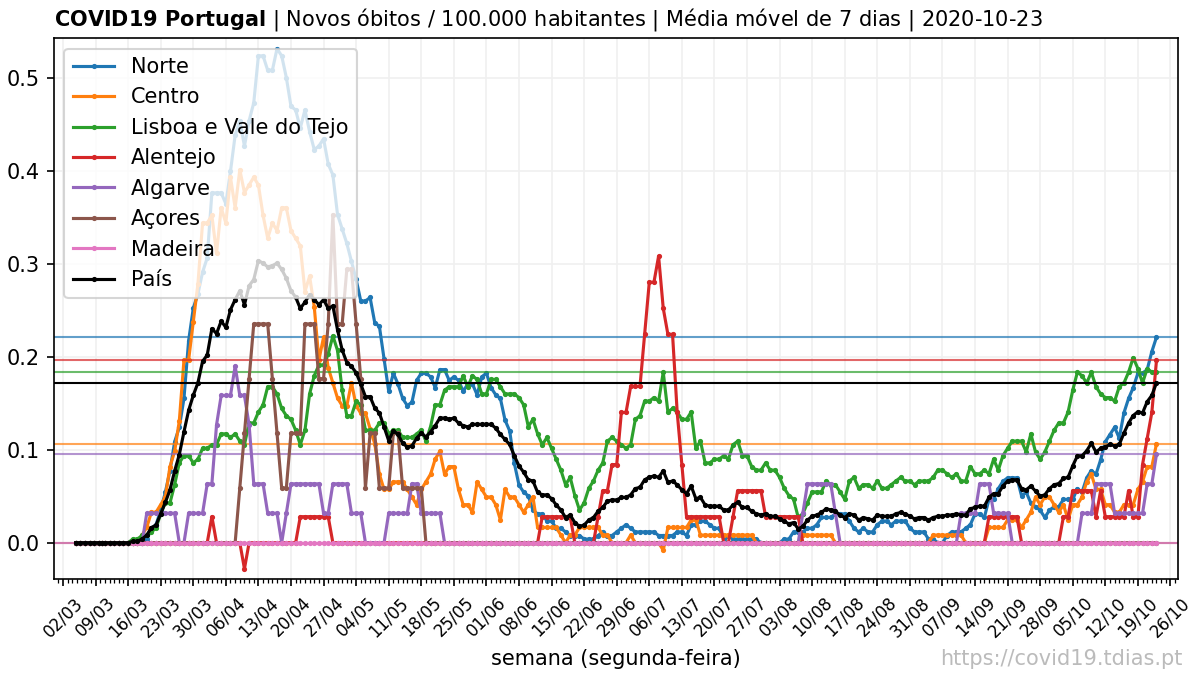 COVID19 Portugal | Novos óbitos / 100.000 habitantes | Média móvel de 7 dias | 2020-10-23
Norte
Centro
Lisboa e Vale do Tejo
Alentejo
Algarve
Açores
Madeira
País
0.5
0.4
0.3
0.2
0.1
0.0
02/03 09/03 16/03 23/03 30/03 06/04 13/04 20/04 27/04 04/05 11/05 18/05 25/05 01/06 08/06 15/06 22/06 29/06 06/07 13/07 20/07 27/07 03/08 10/08 17/08 24/08 31/08 07/09 14/09 21/09 28/09 05/10 12/10 19/10 26/10
semana (segunda-feira)
https://covid19.tdias.pt